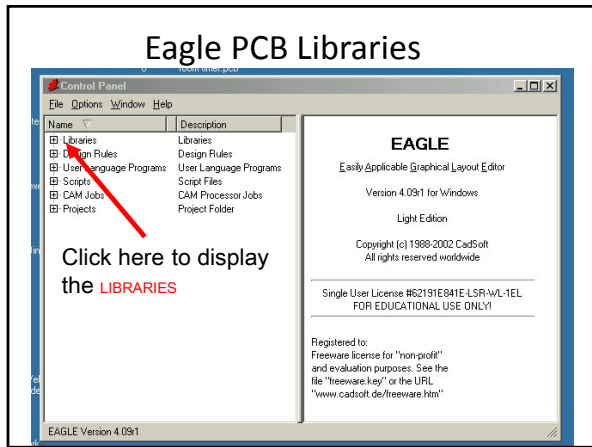 Eagle PCB Libraries
room timer.pcb
Control Panel
File Options Window Help
Name Description
Libraries Libraries
Design Rules Design Rules
User Language Programs User Language Programs
Scripts Script Files
CAM Jobs CAM Processor Jobs
Projects Project Folder
Click here to display
the LIBRARIES
EAGLE
Easily Applicable Graphical Layout Editor
Version 4.09r1 for Windows
Light Edition
Copyright (c) 1988-2002 CadSoft
All rights reserved worldwide
Single User License #62191E841E-LSR-WL-1EL
FOR EDUCATIONAL USE ONLY!
Registered to:
Freeware license for "non-profit"
and evaluation purposes. See the
file "freeware.key" or the URL
"www.cadsoft.de/freeware.htm"
EAGLE Version 4.09r1